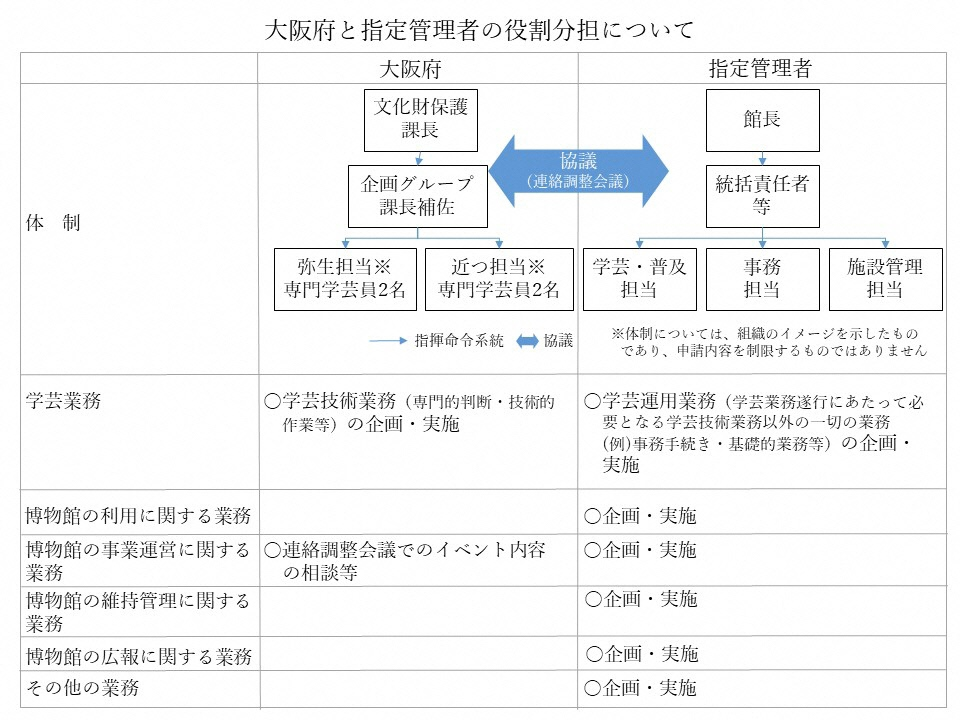 大阪府と指定管理者の役割分担について
大阪府
指定管理者
体　制
文化財保護
課長
企画グループ
課長補佐
弥生担当※
専門学芸員2名
近つ担当※
専門学芸員2名
協議
（連絡調整会議）
館長
統括責任者
等
学芸・普及
担当
事務
担当
施設管理
担当
指揮命令系統
協議
※体制については、組織のイメージを示したもの
であり、申請内容を制限するものではありません
学芸業務
〇学芸技術業務（専門的判断・技術的
作業等）の企画・実施
〇学芸運用業務（学芸業務遂行にあたって必
要となる学芸技術業務以外の一切の業務
(例)事務手続き・基礎的業務等）の企画・
実施
博物館の利用に関する業務
〇企画・実施
博物館の事業運営に関する
業務
〇連絡調整会議でのイベント内容
の相談等
〇企画・実施
博物館の維持管理に関する
業務
〇企画・実施
博物館の広報に関する業務
〇企画・実施
その他の業務
〇企画・実施